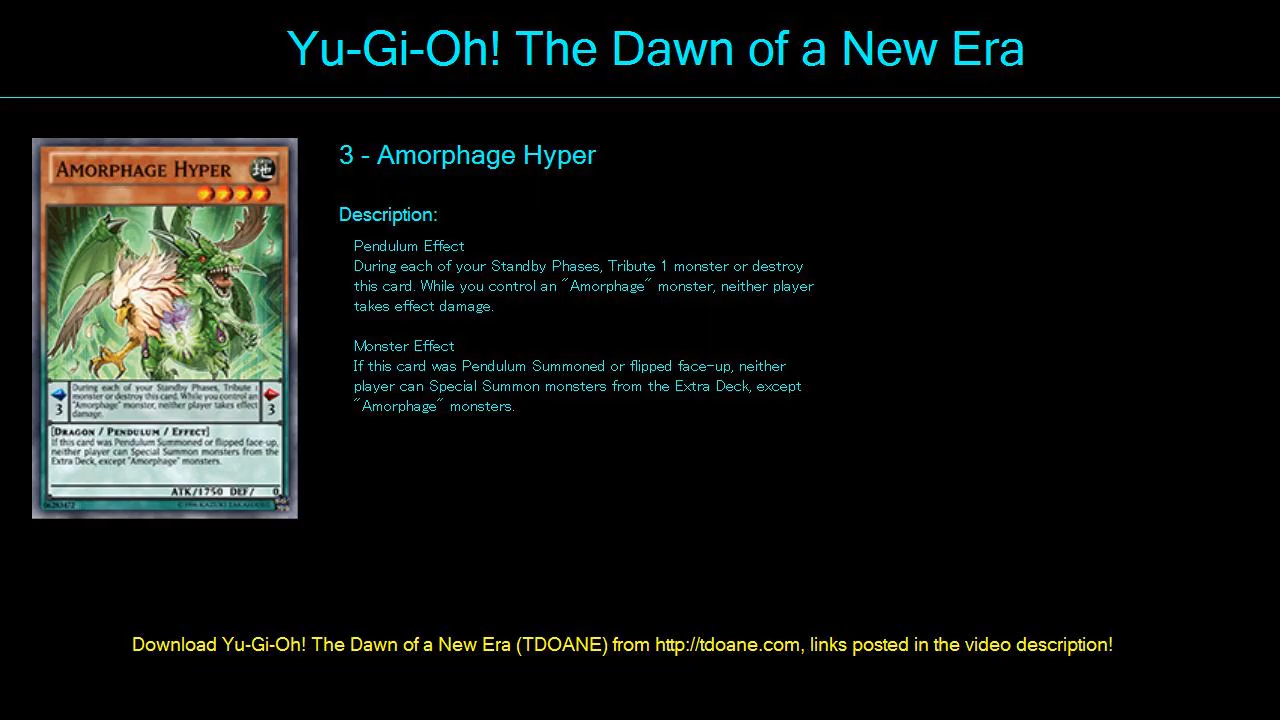 Yu-Gi-Oh! The Dawn of a New Era
AMORPHAGE HYPER
地
3 - Amorphage Hyper
Description:
Pendulum Effect
During each of your Standby Phases, Tribute 1 monster or destroy
this card. While you control an "Amorphage" monster, neither player
takes effect damage.
Monster Effect
If this card was Pendulum Summoned or flipped face-up, neither
player can Special Summon monsters from the Extra Deck, except
"Amorphage" monsters.
3
During each of your Standby Phases, Tribute 1
monster or destroy this card. While you control an
"Amorphage" monster, neither player takes effect
damage.
3
[DRAGON / PENDULUM / EFFECT]
If this card was Pendulum Summoned or flipped face-up,
neither player can Special Summon monsters from the
Extra Deck, except "Amorphage" monsters.
ATK/1750 DEF/ 0
Download Yu-Gi-Oh! The Dawn of a New Era (TDOANE) from http://tdoane.com, links posted in the video description!